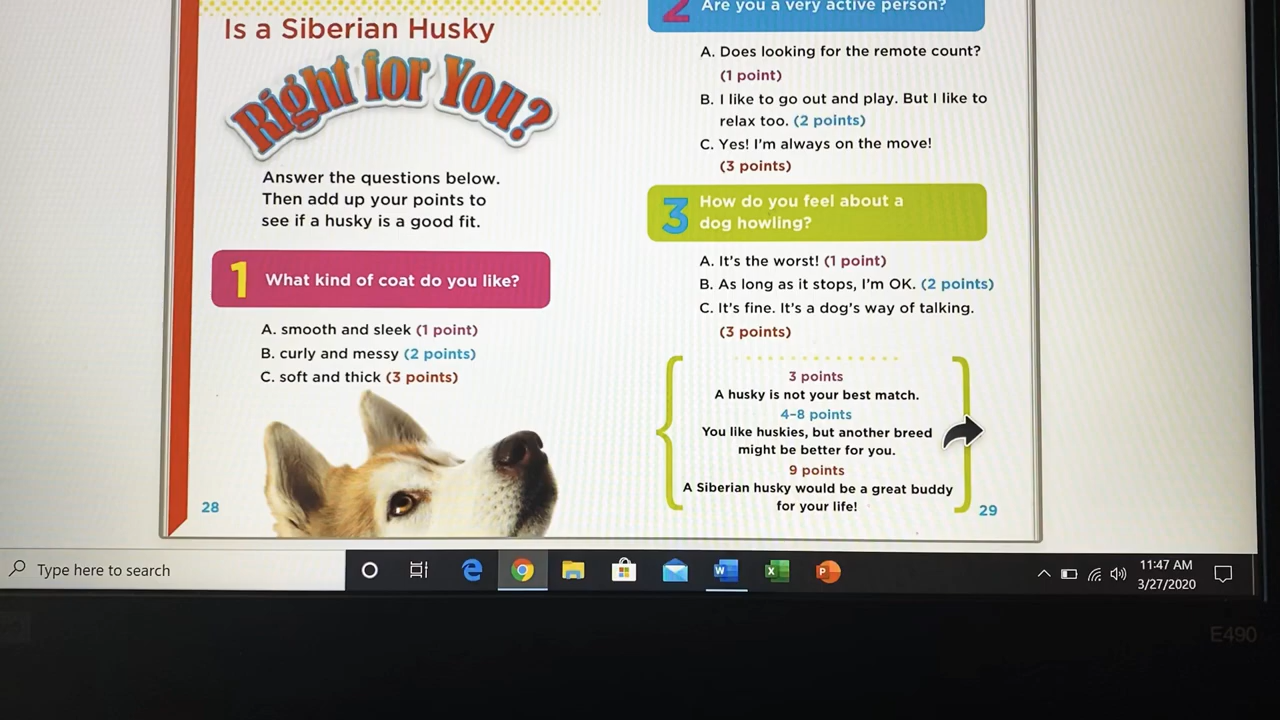 Is a Siberian Husky
Right for You?
Answer the questions below.
Then add up your points to
see if a husky is a good fit.
1 What kind of coat do you like?
A. smooth and sleek (1 point)
B. curly and messy (2 points)
C. soft and thick (3 points)
28
2 Are you a very active person?
A. Does looking for the remote count?
(1 point)
B. I like to go out and play. But I like to
relax too. (2 points)
C. Yes! I'm always on the move!
(3 points)
3 How do you feel about a
dog howling?
A. It's the worst! (1 point)
B. As long as it stops, I'm OK. (2 points)
C. It's fine. It's a dog's way of talking.
(3 points)
3 points
A husky is not your best match.
4–8 points
You like huskies, but another breed
might be better for you.
9 points
A Siberian husky would be a great buddy
for your life!
29
Type here to search
W
X
P
11:47 AM
3/27/2020
E490